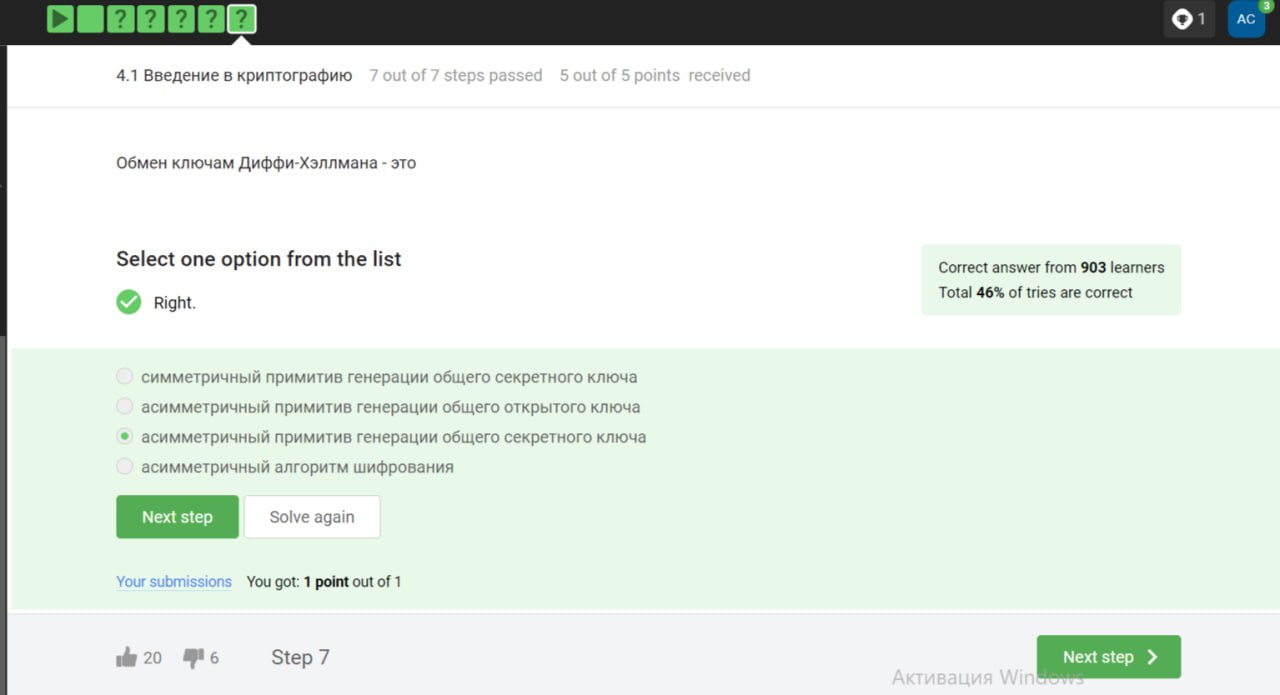 ? ? ? ? ?
1
AC
3
4.1 Введение в криптографию 7 out of 7 steps passed 5 out of 5 points received
Обмен ключам Диффи-Хэллмана - это
Select one option from the list
Right.
Correct answer from 903 learners
Total 46% of tries are correct
симметричный примитив генерации общего секретного ключа
асимметричный примитив генерации общего открытого ключа
асимметричный примитив генерации общего секретного ключа
асимметричный алгоритм шифрования
Next step Solve again
Your submissions You got: 1 point out of 1
20 6 Step 7
Next step
Активация Windows